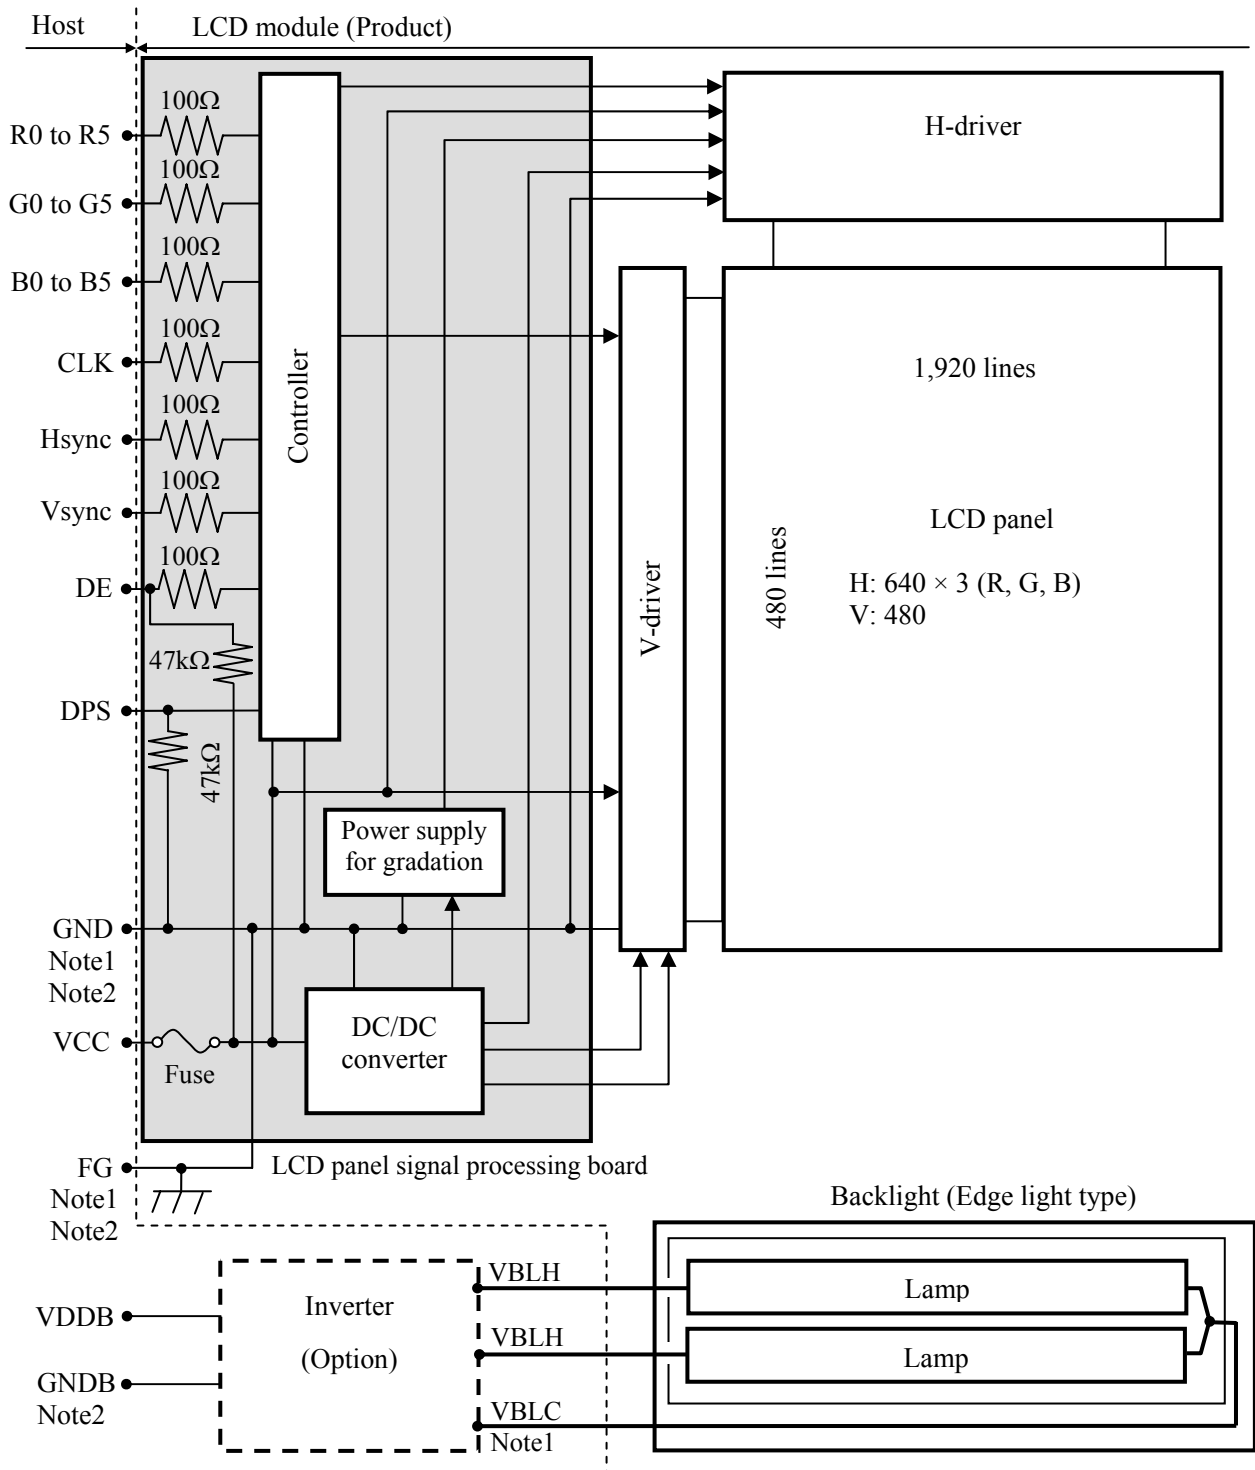 Host
LCD module (Product)
100Ω
R0 to R5
100Ω
G0 to G5
100Ω
B0 to B5
100Ω
CLK
100Ω
Hsync
100Ω
Vsync
100Ω
DE
47kΩ
DPS
47kΩ
Controller
H-driver
V-driver
1,920 lines
480 lines
LCD panel
H: 640 × 3 (R, G, B)
V: 480
Power supply
for gradation
GND
Note1
Note2
VCC
Fuse
DC/DC
converter
FG
Note1
Note2
LCD panel signal processing board
Backlight (Edge light type)
VDDB
GNDB
Note2
Inverter
(Option)
VBLH
Lamp
VBLH
Lamp
VBLC
Note1